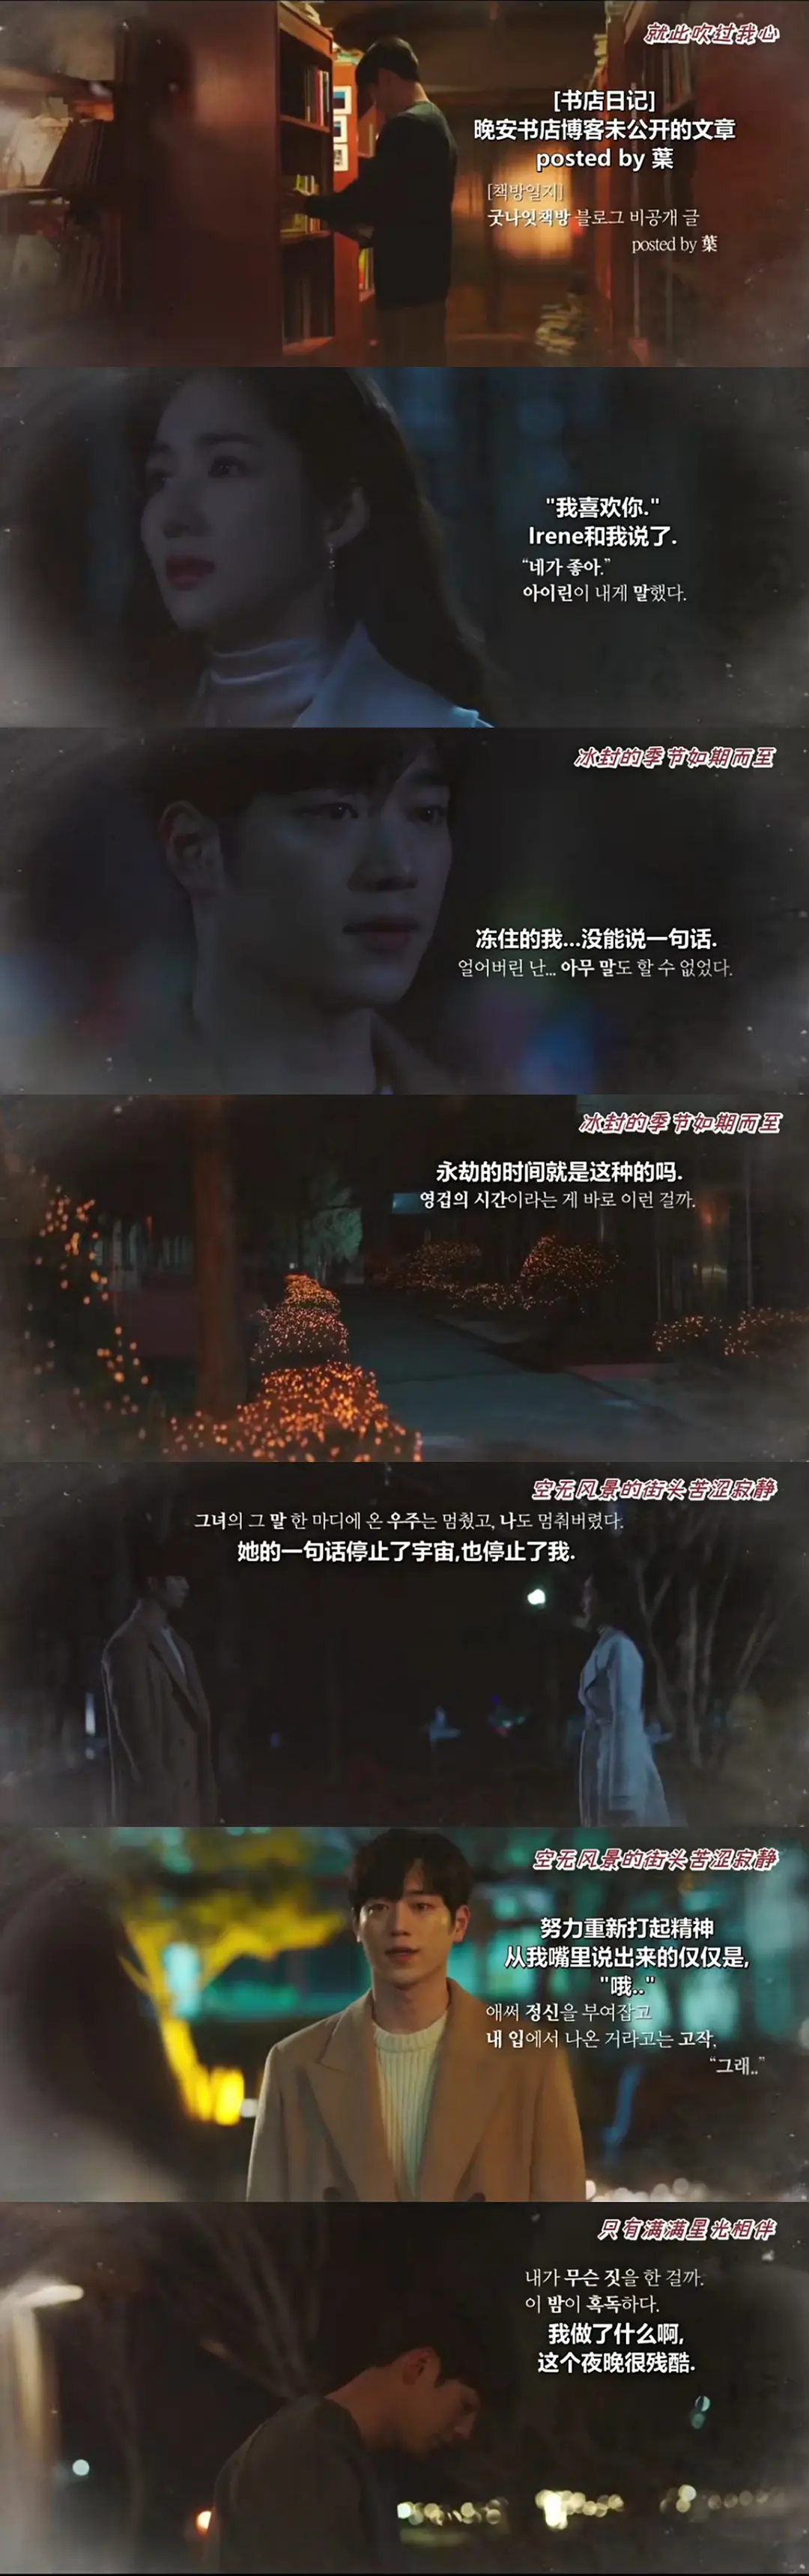 就此吹过我心
[书店日记]
晚安书店博客未公开的文章
posted by 葉
[책방일지]
굿나잇책방 블로그 비공개 글
posted by 葉
"我喜欢你."
Irene和我说了.
“네가 좋아.”
아이린이 내게 말했다.
冰封的季节如期而至
冻住的我...没能说一句话.
얼어버린 난... 아무 말도 할 수 없었다.
冰封的季节如期而至
永劫的时间就是这种的吗.
영겁의 시간이라는 게 바로 이런 걸까.
空无风景的街头苦涩寂静
그녀의 그 말 한 마디에 온 우주는 멈췄고, 나도 멈춰버렸다.
她的一句话停止了宇宙,也停止了我.
空无风景的街头苦涩寂静
努力重新打起精神
从我嘴里说出来的仅仅是,
"哦.."
애써 정신을 부여잡고
내 입에서 나온 거라고는 고작,
“그래..”
只有满满星光相伴
내가 무슨 짓을 한 걸까.
이 밤이 혹독하다.
我做了什么啊,
这个夜晚很残酷.